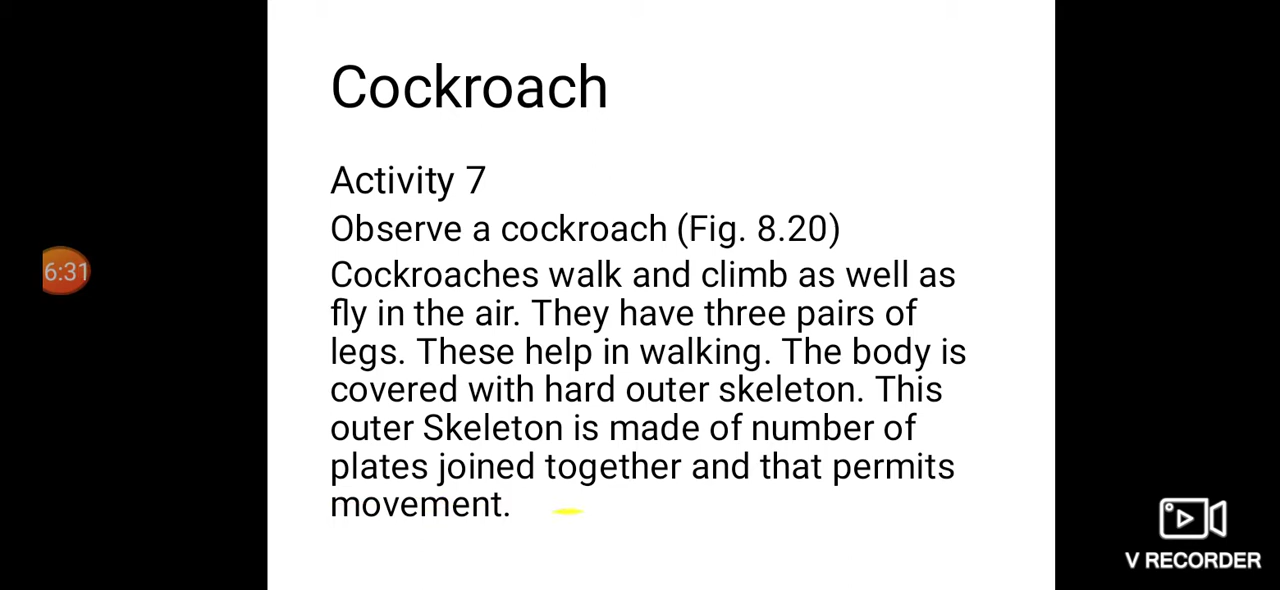 Cockroach
Activity 7
Observe a cockroach (Fig. 8.20)
Cockroaches walk and climb as well as
fly in the air. They have three pairs of
legs. These help in walking. The body is
covered with hard outer skeleton. This
outer Skeleton is made of number of
plates joined together and that permits
movement.
6:31
V RECORDER